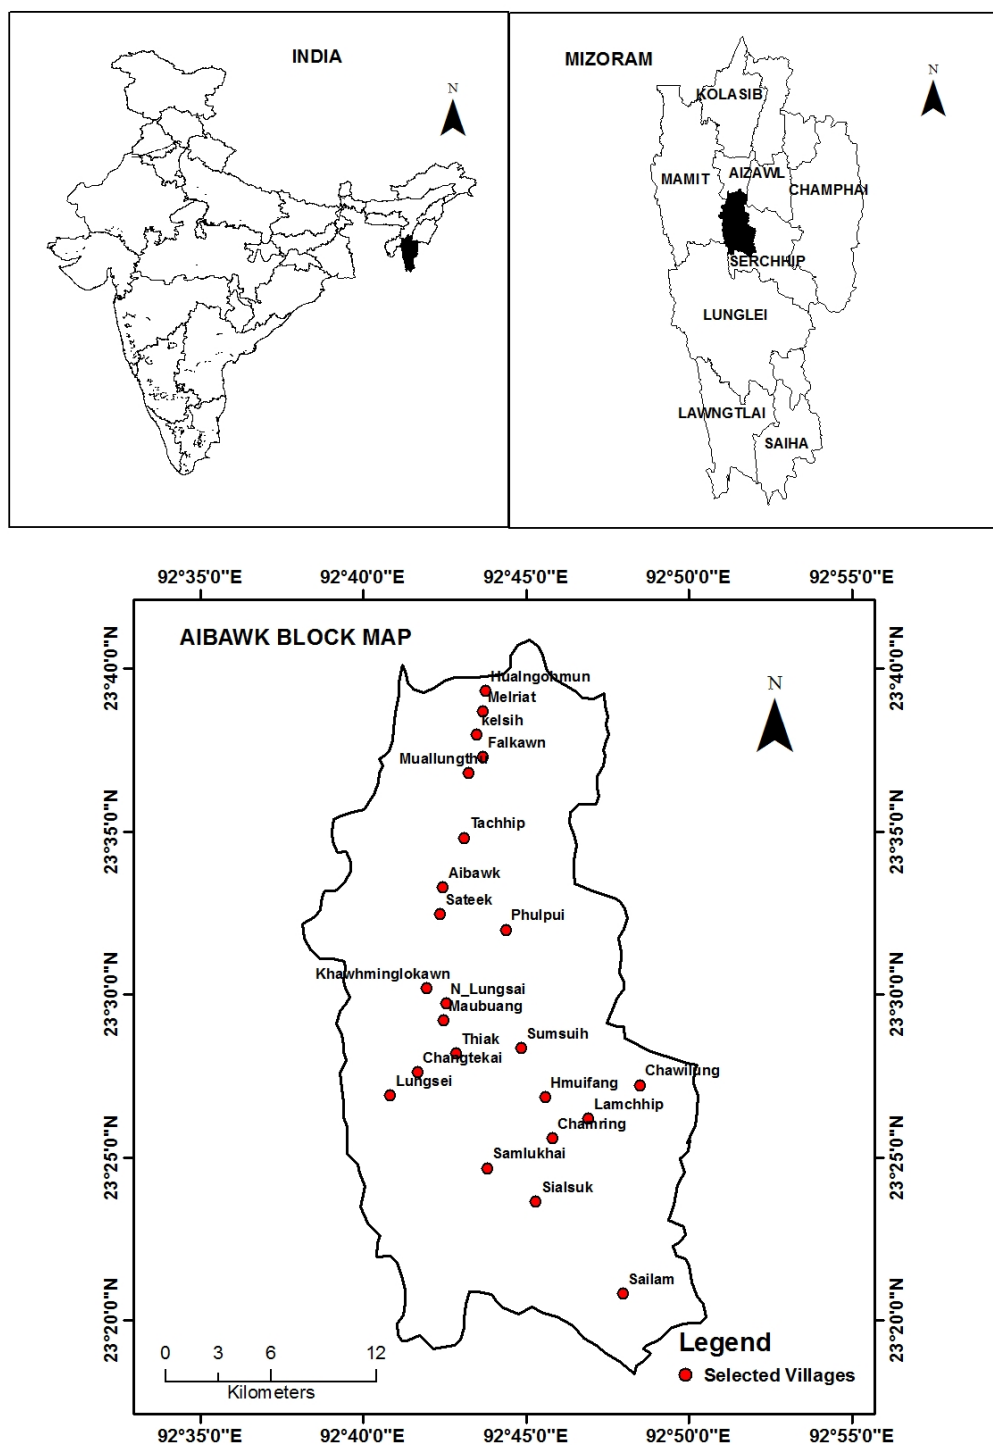 INDIA
N
MIZORAM
N
KOLASIB
MAMIT
AIZAWL
CHAMPHAI
SERCHHIP
LUNGLEI
LAWNGTLAI
SAIHA
92°35'0"E 92°40'0"E 92°45'0"E 92°50'0"E 92°55'0"E
AIBAWK BLOCK MAP
N
23°40'0"N 23°40'0"N
Hualngohmun
Melriat
kelsih
Falkawn
Muallungthu
23°35'0"N 23°35'0"N
Tachhip
Aibawk
Sateek
Phulpui
23°30'0"N 23°30'0"N
Khawhminglokawn
N_Lungsai
Maubuang
Thiak
Sumsuih
Changtekai
Lungsei
Hmuifang
Chawilung
Lamchhip
Chamring
23°25'0"N 23°25'0"N
Samlukhai
Sialsuk
Sailam
23°20'0"N 23°20'0"N
0 3 6 12
Kilometers
Legend
Selected Villages
92°35'0"E 92°40'0"E 92°45'0"E 92°50'0"E 92°55'0"E